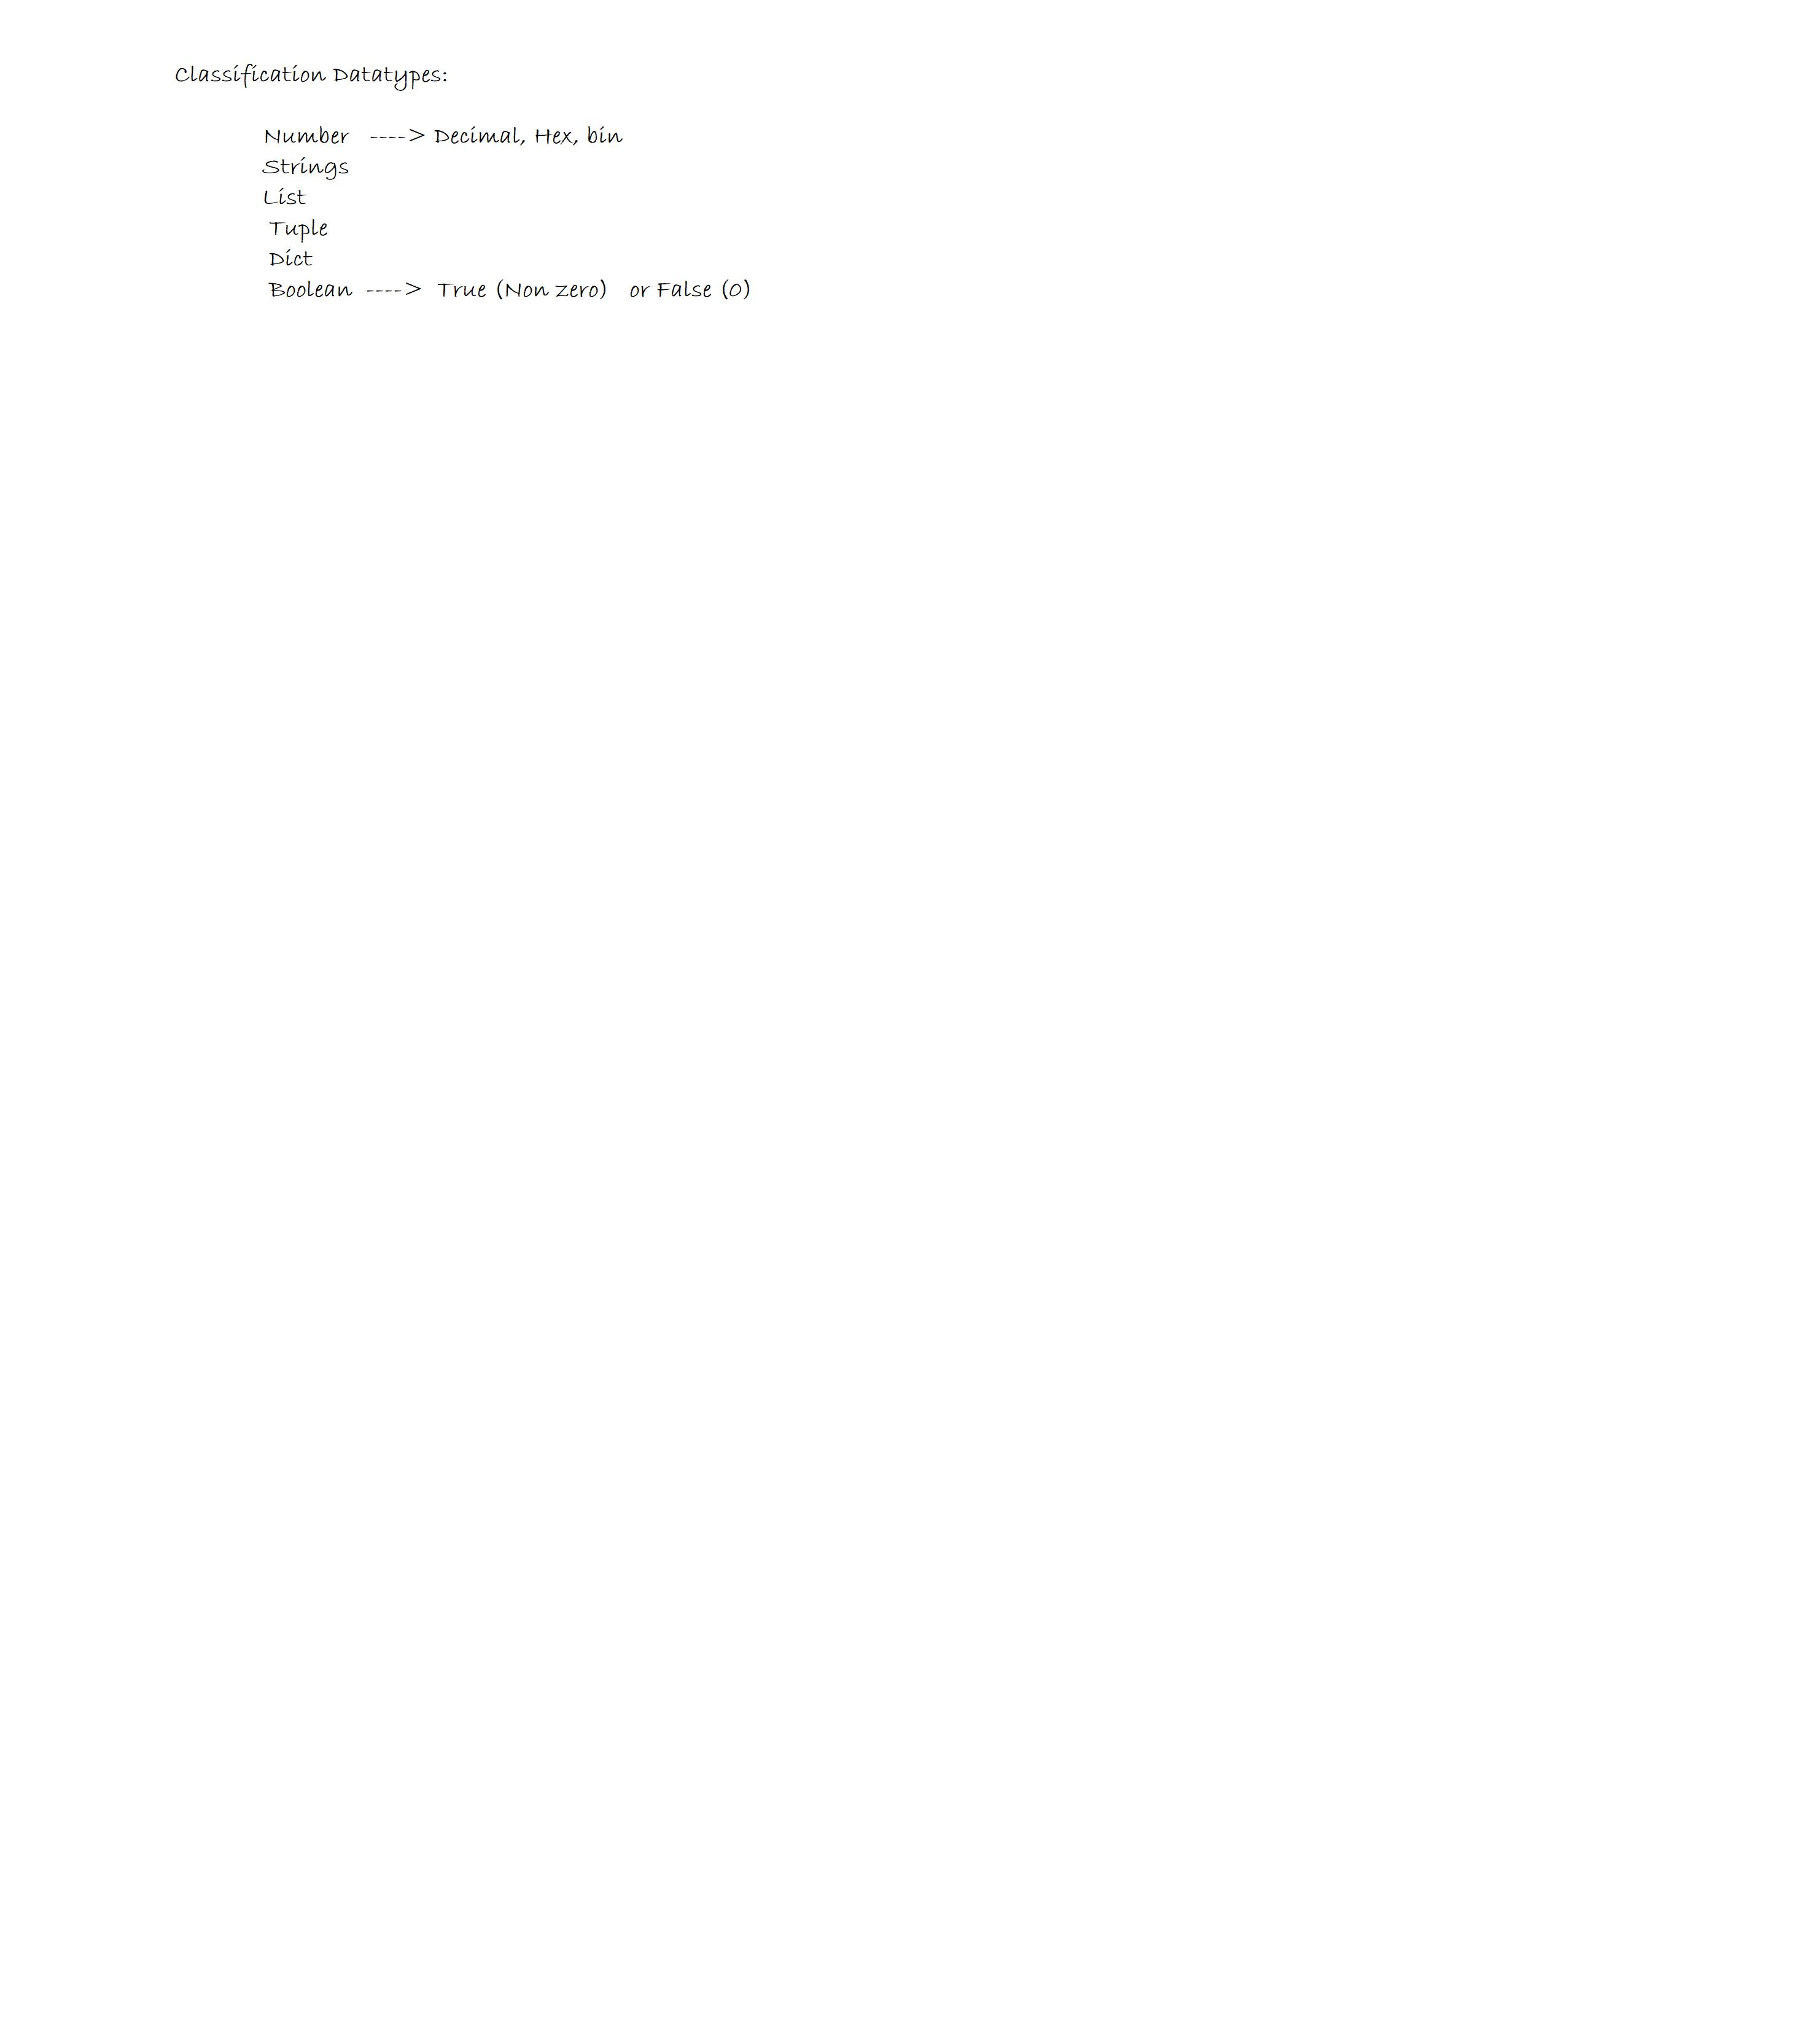 Classification Datatypes:
Number ----> Decimal, Hex, bin
Strings
List
Tuple
Dict
Boolean ----> True (Non zero) or False (0)